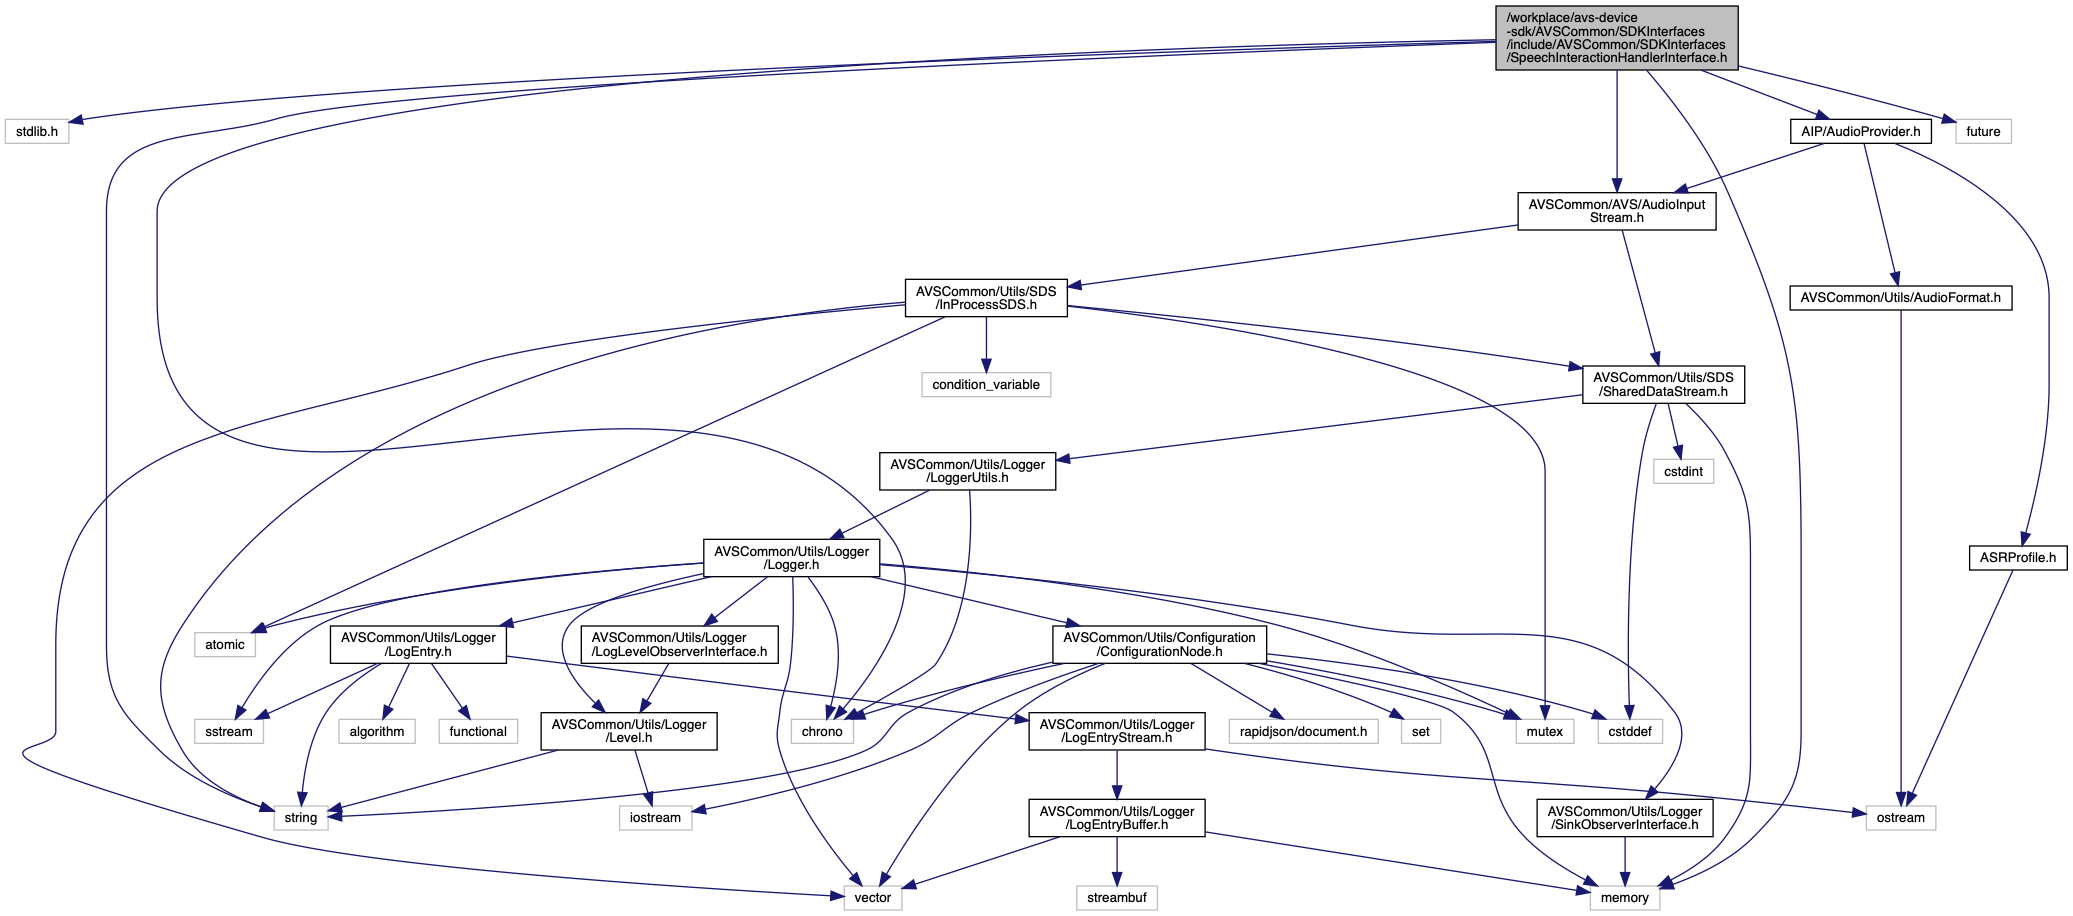 /workplace/avs-device
-sdk/AVSCommon/SDKInterfaces
/include/AVSCommon/SDKInterfaces
/SpeechInteractionHandlerInterface.h
stdlib.h
AIP/AudioProvider.h
future
AVSCommon/AVS/AudioInput
Stream.h
AVSCommon/Utils/SDS
/InProcessSDS.h
AVSCommon/Utils/AudioFormat.h
condition_variable
AVSCommon/Utils/SDS
/SharedDataStream.h
AVSCommon/Utils/Logger
/LoggerUtils.h
cstdint
AVSCommon/Utils/Logger
/Logger.h
ASRProfile.h
atomic
AVSCommon/Utils/Logger
/LogEntry.h
AVSCommon/Utils/Logger
/LogLevelObserverInterface.h
AVSCommon/Utils/Configuration
/ConfigurationNode.h
sstream
algorithm
functional
AVSCommon/Utils/Logger
/Level.h
chrono
AVSCommon/Utils/Logger
/LogEntryStream.h
rapidjson/document.h
set
mutex
cstddef
string
iostream
AVSCommon/Utils/Logger
/LogEntryBuffer.h
AVSCommon/Utils/Logger
/SinkObserverInterface.h
ostream
vector
streambuf
memory